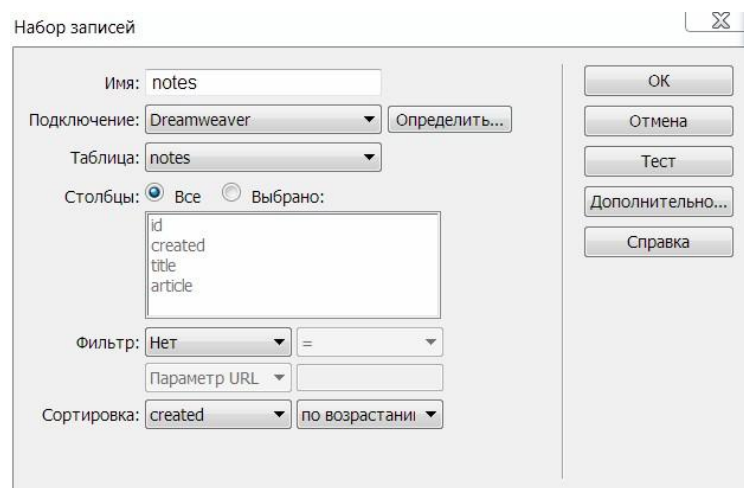 Набор записей
Имя: notes
Подключение: Dreamweaver Определить...
Таблица: notes
Столбцы: Все Выбрано:
id
created
title
article
Фильтр: Нет =
Параметр URL
Сортировка: created по возрастани
ОК
Отмена
Тест
Дополнительно...
Справка